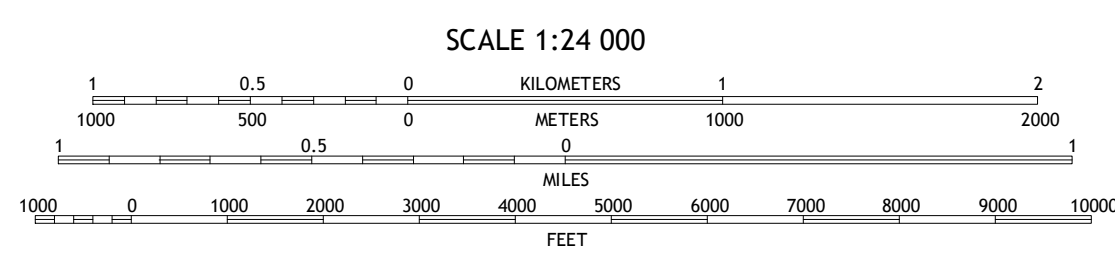 SCALE 1:24 000
1 0.5 0 KILOMETERS 1 2
1000 500 0 METERS 1000 2000
1 0.5 0 1
MILES
1000 0 1000 2000 3000 4000 5000 6000 7000 8000 9000 10000
FEET